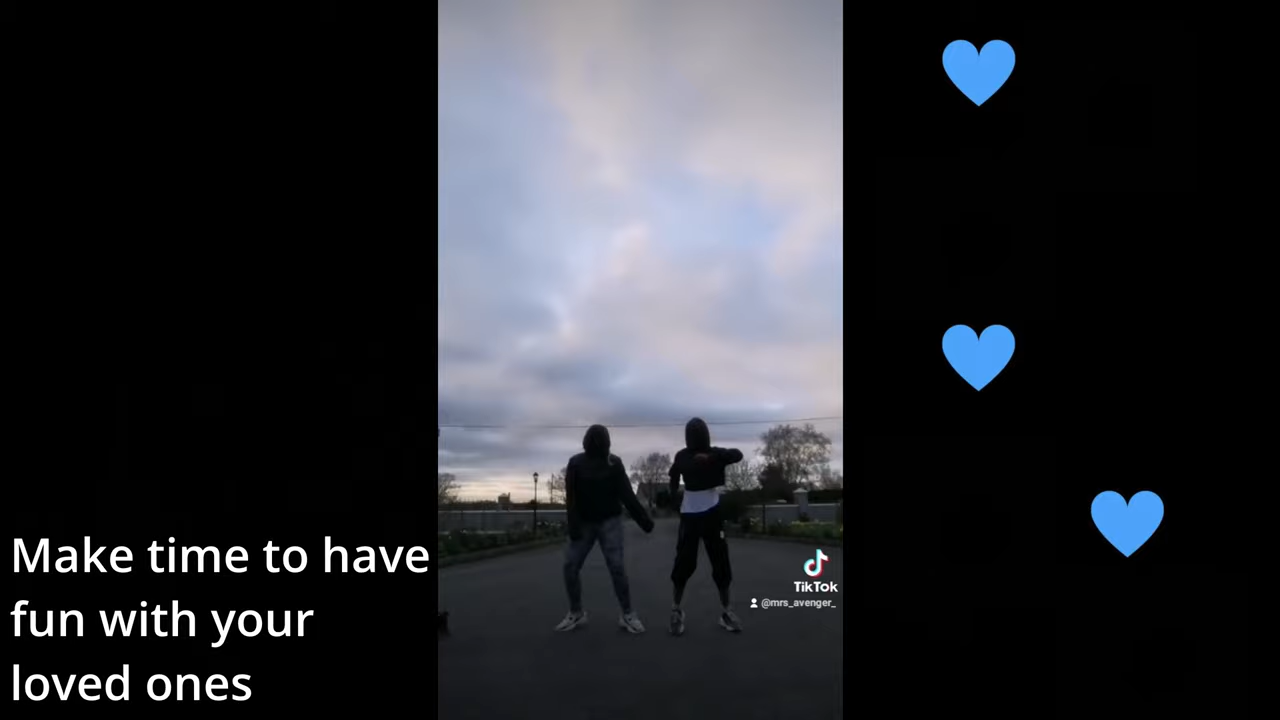 Make time to have
fun with your
loved ones
TikTok
@mrs_avenger_